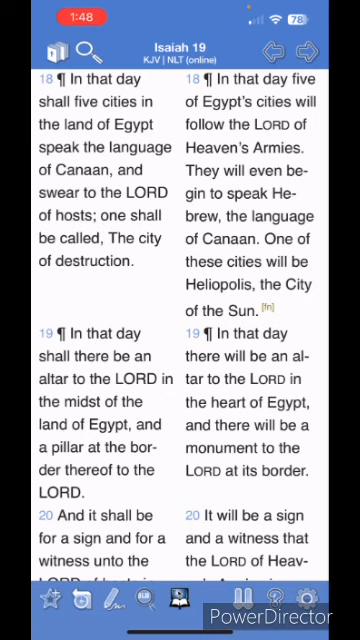 1:48
78
Isaiah 19
KJV | NLT (online)
18 ¶ In that day
shall five cities in
the land of Egypt
speak the language
of Canaan, and
swear to the LORD
of hosts; one shall
be called, The city
of destruction.
19 ¶ In that day
shall there be an
altar to the LORD in
the midst of the
land of Egypt, and
a pillar at the bor-
der thereof to the
LORD.
20 And it shall be
for a sign and for a
witness unto the
LORD of hosts in
18 ¶ In that day five
of Egypt's cities will
follow the LORD of
Heaven's Armies.
They will even be-
gin to speak He-
brew, the language
of Canaan. One of
these cities will be
Heliopolis, the City
of the Sun. [fn]
19 ¶ In that day
there will be an al-
tar to the LORD in
the heart of Egypt,
and there will be a
monument to the
LORD at its border.
20 It will be a sign
and a witness that
the LORD of Heav-
en's Armies is
BLB
POWERDIRECTOR